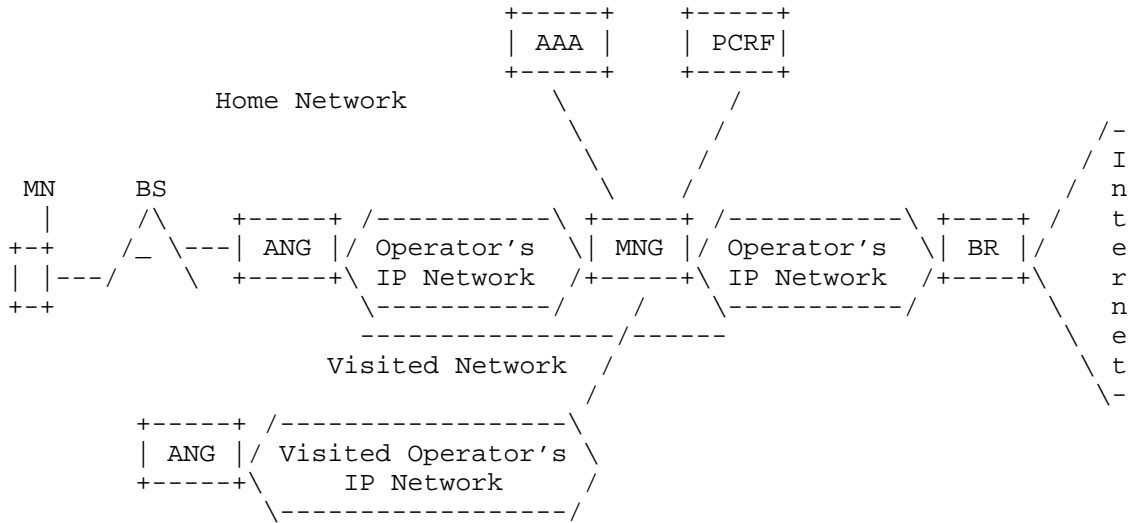 AAA PCRF
Home Network
MN BS
ANG Operator's MNG Operator's BR
IP Network IP Network
Visited Network
ANG Visited Operator's
IP Network
Internet